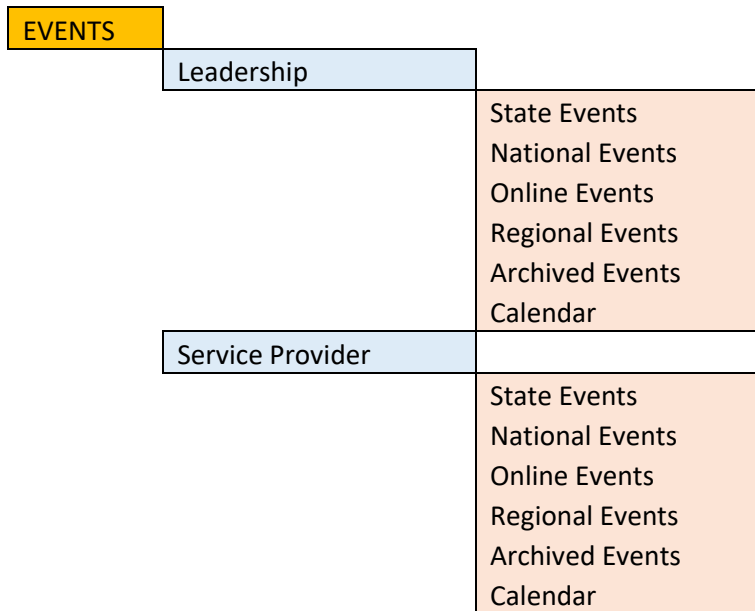 EVENTS
Leadership
State Events
National Events
Online Events
Regional Events
Archived Events
Calendar
Service Provider
State Events
National Events
Online Events
Regional Events
Archived Events
Calendar